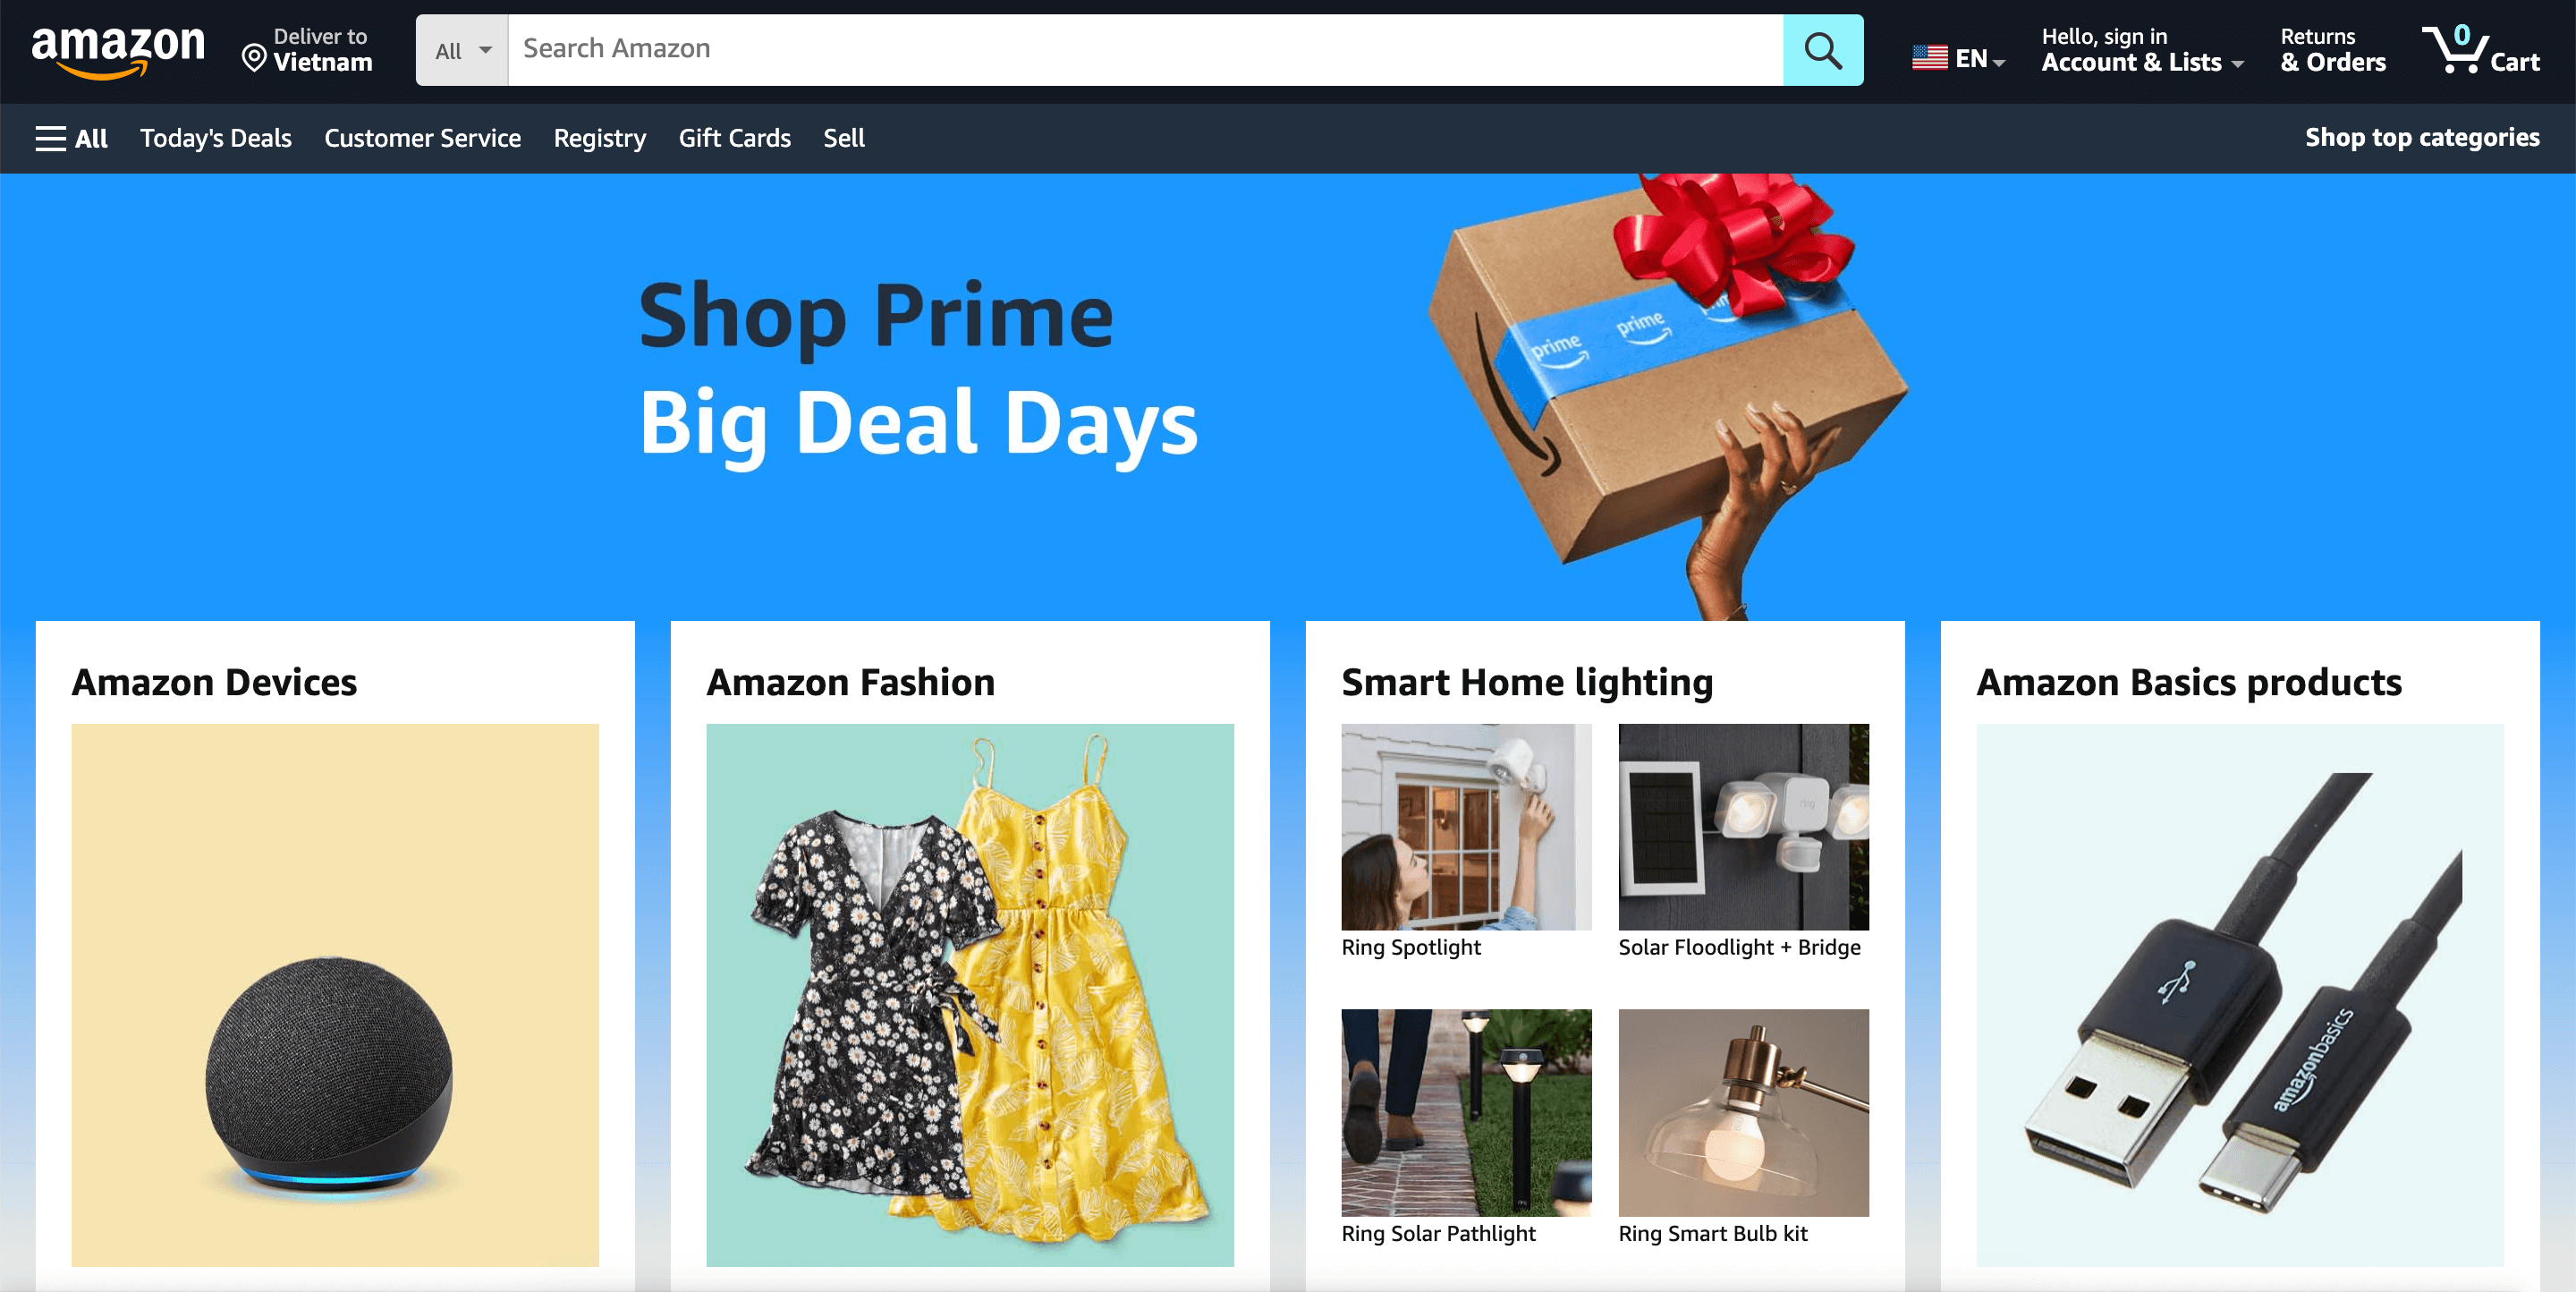 amazon
Deliver to
Vietnam
All
Search Amazon
EN
Hello, sign in
Account & Lists
Returns
& Orders
0
Cart
All
Today's Deals
Customer Service
Registry
Gift Cards
Sell
Shop top categories
Shop Prime
Big Deal Days
prime
prime
Amazon Devices
Amazon Fashion
Smart Home lighting
Amazon Basics products
ring
Ring Spotlight
Solar Floodlight + Bridge
Ring Solar Pathlight
Ring Smart Bulb kit
amazonbasics